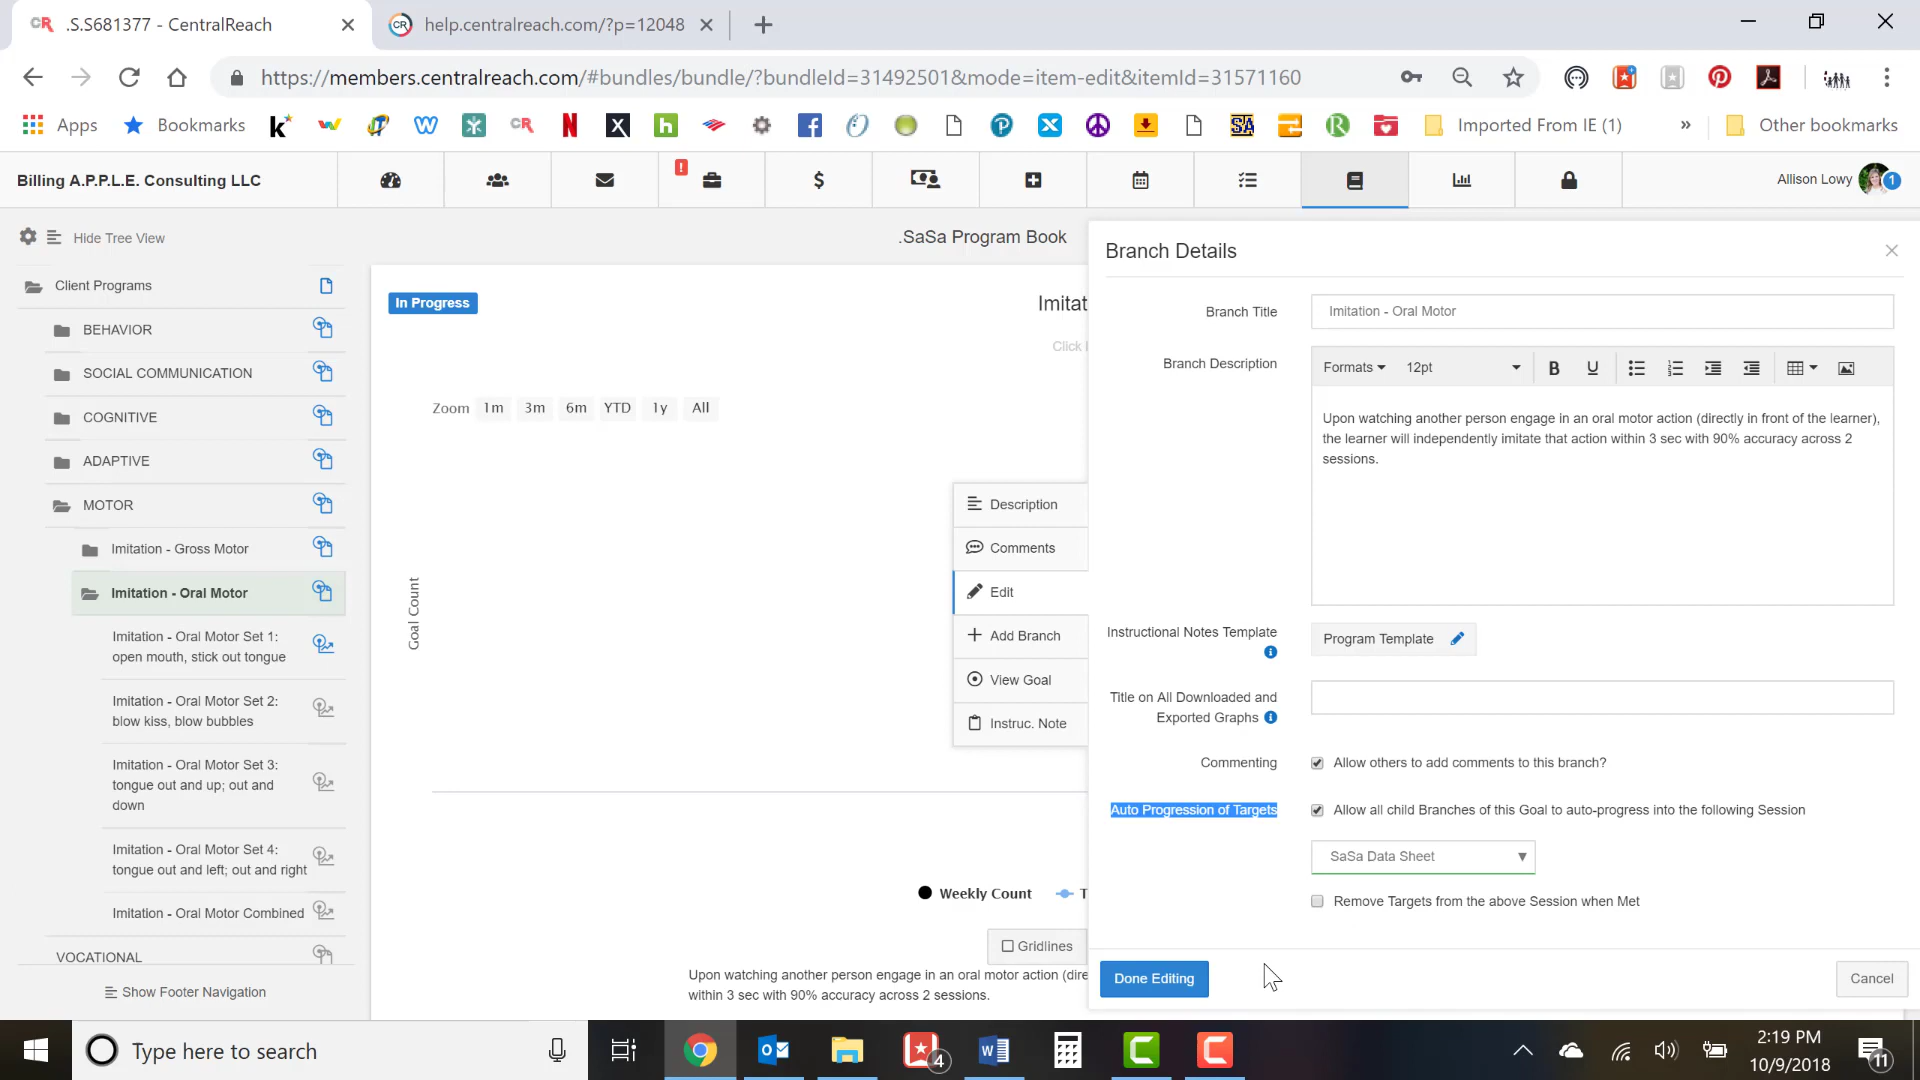 .S.S681377 - CentralReach
help.centralreach.com/?p=12048
https://members.centralreach.com/#bundles/bundle/?bundleId=31492501&mode=item-edit&itemId=31571160
Apps
Bookmarks
Imported From IE (1)
»
Other bookmarks
Billing A.P.P.L.E. Consulting LLC
Allison Lowy
1
Hide Tree View
.SaSa Program Book
Client Programs
BEHAVIOR
SOCIAL COMMUNICATION
COGNITIVE
ADAPTIVE
MOTOR
Imitation - Gross Motor
Imitation - Oral Motor
Imitation - Oral Motor Set 1:
open mouth, stick out tongue
Imitation - Oral Motor Set 2:
blow kiss, blow bubbles
Imitation - Oral Motor Set 3:
tongue out and up; out and
down
Imitation - Oral Motor Set 4:
tongue out and left; out and right
Imitation - Oral Motor Combined
VOCATIONAL
Show Footer Navigation
In Progress
Imitat
Click
Zoom 1m 3m 6m YTD 1y All
Goal Count
Description
Comments
Edit
Add Branch
View Goal
Instruc. Note
Weekly Count
T
Gridlines
Upon watching another person engage in an oral motor action (dire
within 3 sec with 90% accuracy across 2 sessions.
Branch Details
Branch Title
Imitation - Oral Motor
Branch Description
Formats 12pt B U
Upon watching another person engage in an oral motor action (directly in front of the learner),
the learner will independently imitate that action within 3 sec with 90% accuracy across 2
sessions.
Instructional Notes Template
Program Template
Title on All Downloaded and
Exported Graphs
Commenting
Allow others to add comments to this branch?
Auto Progression of Targets
Allow all child Branches of this Goal to auto-progress into the following Session
SaSa Data Sheet
Remove Targets from the above Session when Met
Done Editing
Cancel
Type here to search
4
2:19 PM
10/9/2018
11